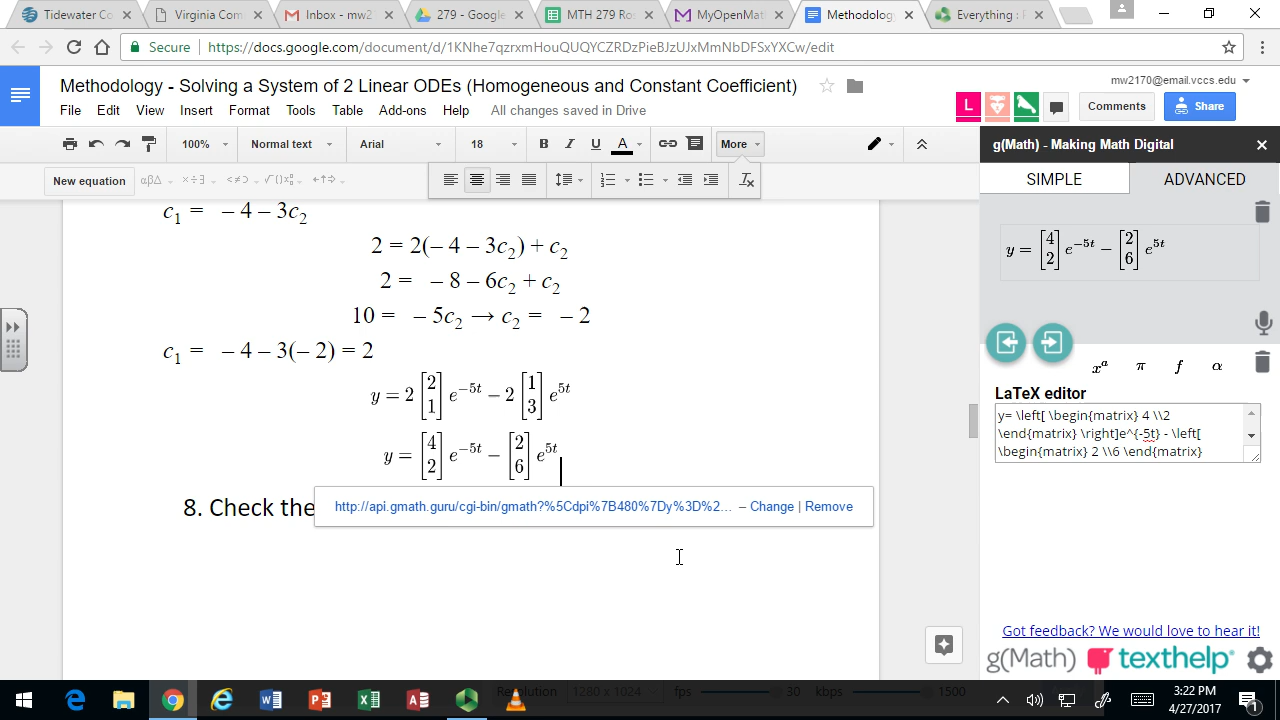 Tidewater
Virginia Com
Inbox - mw2
279 - Google
MTH 279 Ro
MyOpenMat
Methodolog
Everything :
Secure | https://docs.google.com/document/d/1KNhe7qzrxmHouQUQYCZRDzPieBJzUJxMmNbDFSxYXCw/edit
Methodology - Solving a System of 2 Linear ODEs (Homogeneous and Constant Coefficient)
mw2170@email.vccs.edu
File Edit View Insert Format Tools Table Add-ons Help All changes saved in Drive
L Comments Share
100% Normal text Arial 18 B I U A More
g(Math) - Making Math Digital
New equation
SIMPLE ADVANCED
c₁ = − 4 − 3c₂
2 = 2(− 4 − 3c₂) + c₂
2 = − 8 − 6c₂ + c₂
10 = − 5c₂ → c₂ = − 2
c₁ = − 4 − 3(− 2) = 2
y = 2 [2 1] e^−5t − 2 [1 3] e^5t
y = [4 2] e^−5t − [2 6] e^5t
8. Check the
http://api.gmath.guru/cgi-bin/gmath?%5Cdpi%7B480%7Dy%3D%2... – Change | Remove
y = [4 2] e^−5t − [2 6] e^5t
xᵃ π f α
LaTeX editor
y= \left[ \begin{matrix} 4 \\2
\end{matrix} \right]e^{-5t} - \left[
\begin{matrix} 2 \\6 \end{matrix}
Got feedback? We would love to hear it!
g(Math) texthelp
Resolution 1280 x 1024 fps 30 kbps 1500
3:22 PM
4/27/2017
1